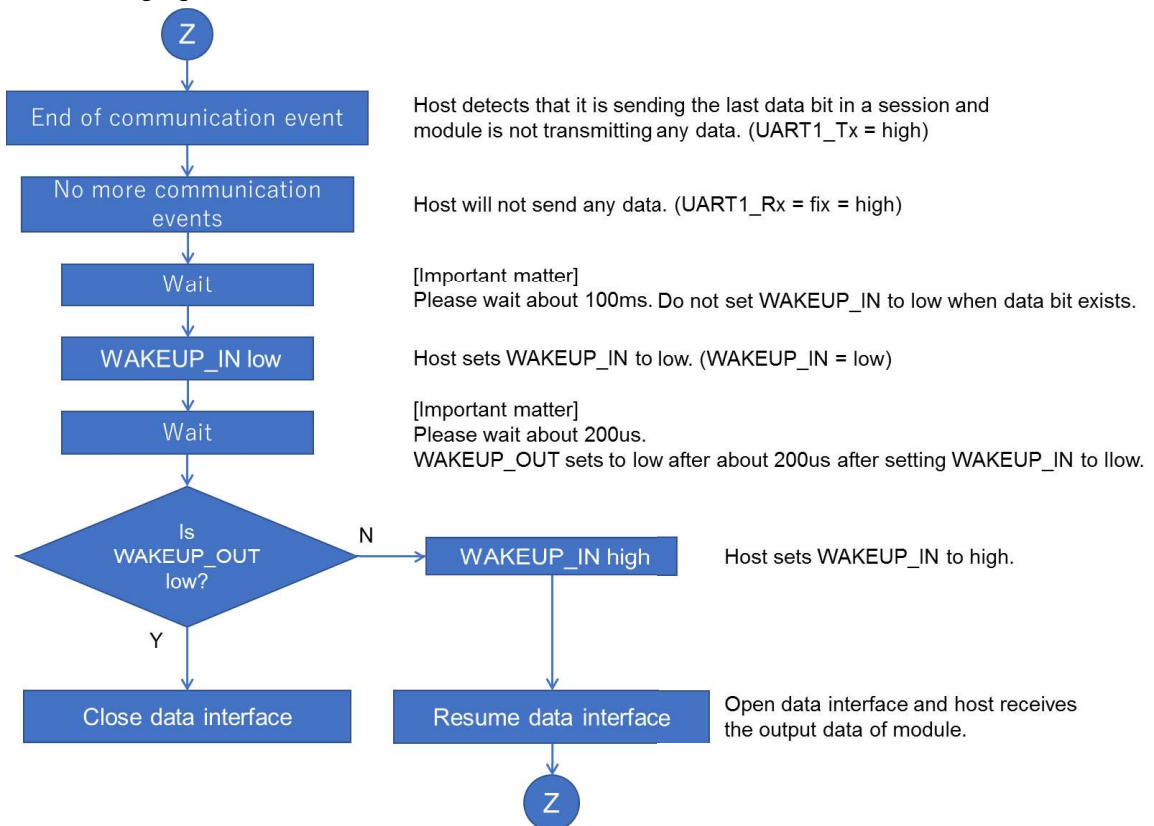 Z
End of communication event
Host detects that it is sending the last data bit in a session and
module is not transmitting any data. (UART1_Tx = high)
No more communication
events
Host will not send any data. (UART1_Rx = fix = high)
Wait
[Important matter]
Please wait about 100ms. Do not set WAKEUP_IN to low when data bit exists.
WAKEUP_IN low
Host sets WAKEUP_IN to low. (WAKEUP_IN = low)
Wait
[Important matter]
Please wait about 200us.
WAKEUP_OUT sets to low after about 200us after setting WAKEUP_IN to llow.
Is
WAKEUP_OUT
low?
N
WAKEUP_IN high
Host sets WAKEUP_IN to high.
Y
Close data interface
Resume data interface
Open data interface and host receives
the output data of module.
Z